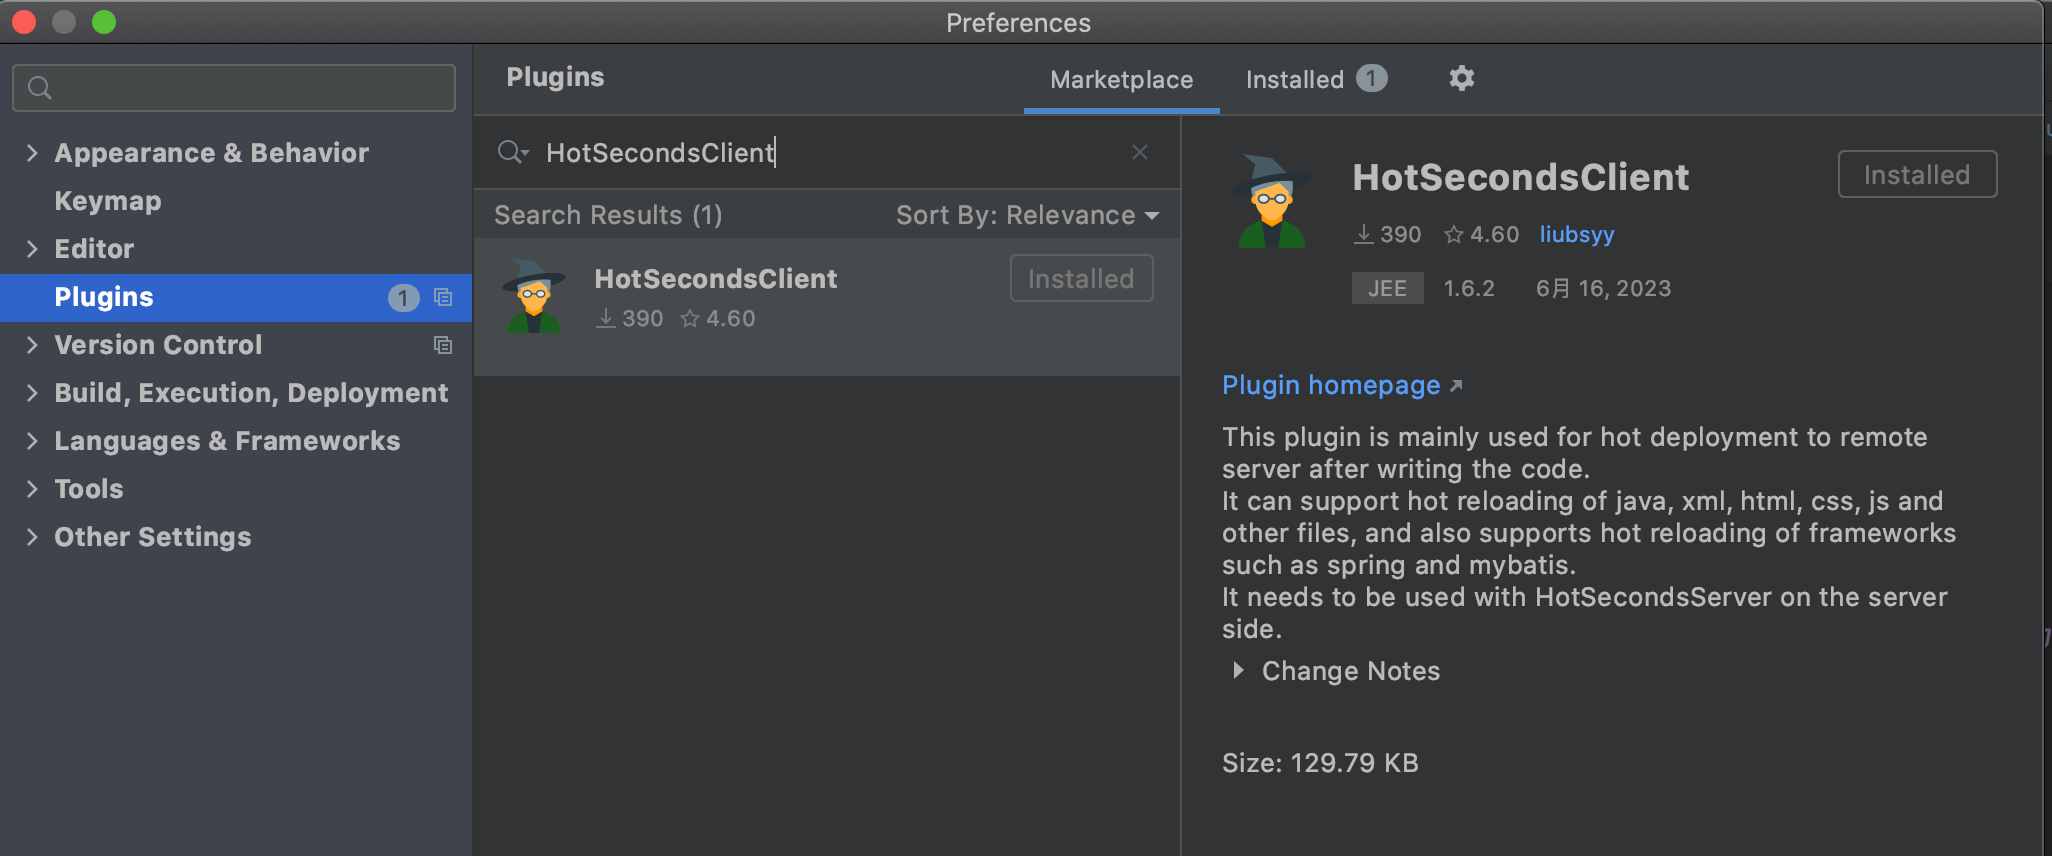 Preferences
Appearance & Behavior
Keymap
Editor
Plugins 1
Version Control
Build, Execution, Deployment
Languages & Frameworks
Tools
Other Settings
Plugins
Marketplace
Installed 1
HotSecondsClient
Search Results (1)
Sort By: Relevance
HotSecondsClient
390 4.60
Installed
HotSecondsClient
Installed
390 4.60 liubsyy
JEE 1.6.2 6月 16, 2023
Plugin homepage
This plugin is mainly used for hot deployment to remote
server after writing the code.
It can support hot reloading of java, xml, html, css, js and
other files, and also supports hot reloading of frameworks
such as spring and mybatis.
It needs to be used with HotSecondsServer on the server
side.
Change Notes
Size: 129.79 KB